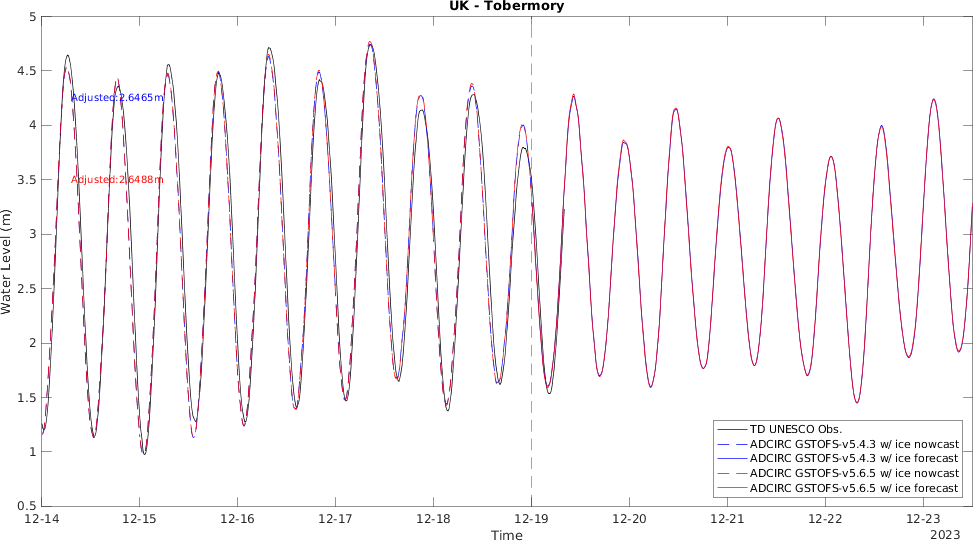 UK - Tobermory
5
4.5
4
3.5
3
2.5
2
1.5
1
0.5
Water Level (m)
Adjusted:2.6465m
Adjusted:2.6488m
TD UNESCO Obs.
ADCIRC GSTOFS-v5.4.3 w/ ice nowcast
ADCIRC GSTOFS-v5.4.3 w/ ice forecast
ADCIRC GSTOFS-v5.6.5 w/ ice nowcast
ADCIRC GSTOFS-v5.6.5 w/ ice forecast
12-14 12-15 12-16 12-17 12-18 12-19 12-20 12-21 12-22 12-23
Time
2023